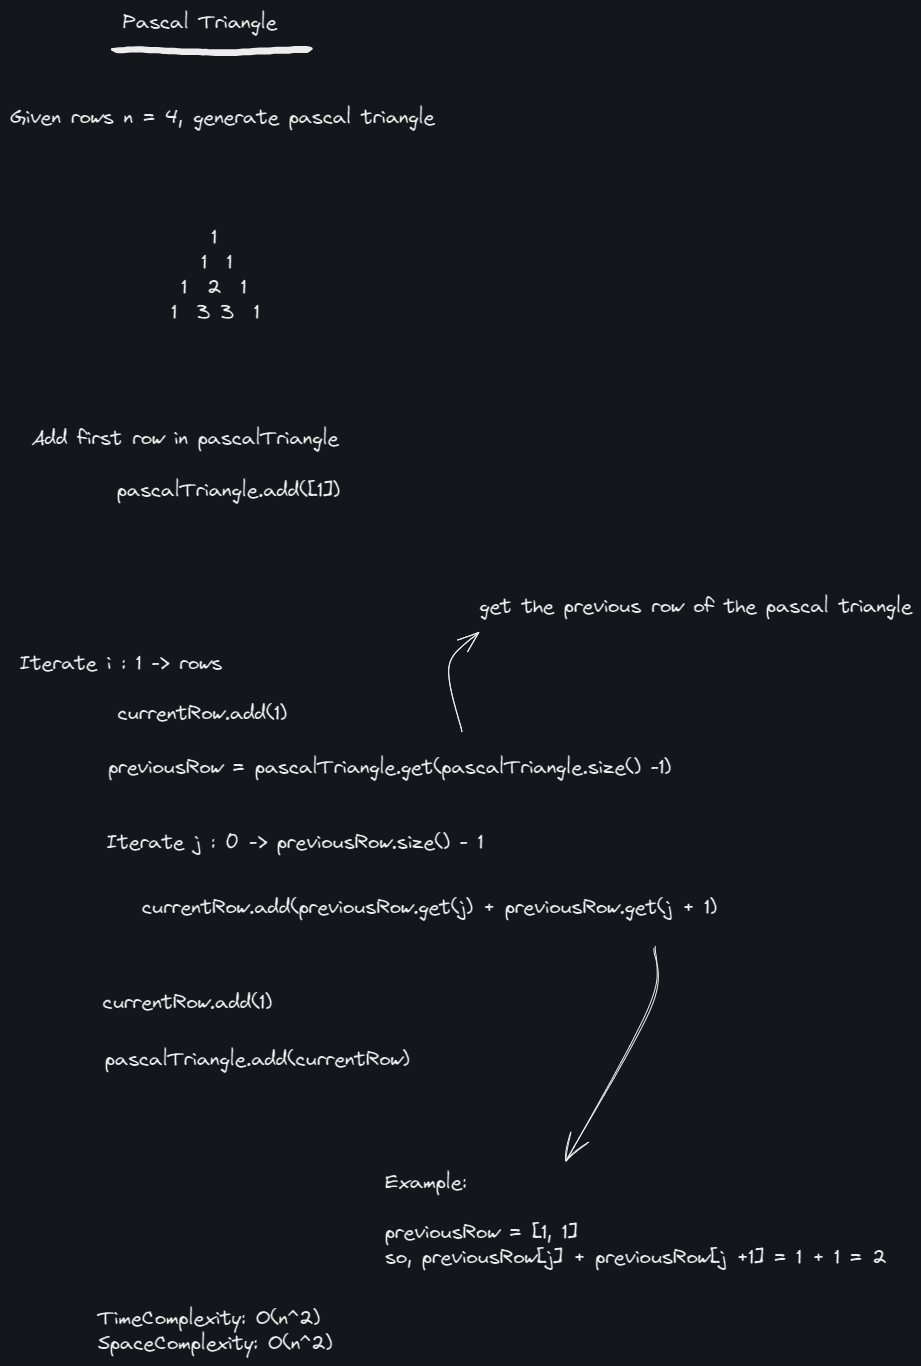 Pascal Triangle
Given rows n = 4, generate pascal triangle
1
1 1
1 2 1
1 3 3 1
Add first row in pascalTriangle
pascalTriangle.add([1])
get the previous row of the pascal triangle
Iterate i : 1 -> rows
currentRow.add(1)
previousRow = pascalTriangle.get(pascalTriangle.size() -1)
Iterate j : 0 -> previousRow.size() - 1
currentRow.add(previousRow.get(j) + previousRow.get(j + 1)
currentRow.add(1)
pascalTriangle.add(currentRow)
Example:
previousRow = [1, 1]
so, previousRow[j] + previousRow[j +1] = 1 + 1 = 2
TimeComplexity: O(n^2)
SpaceComplexity: O(n^2)